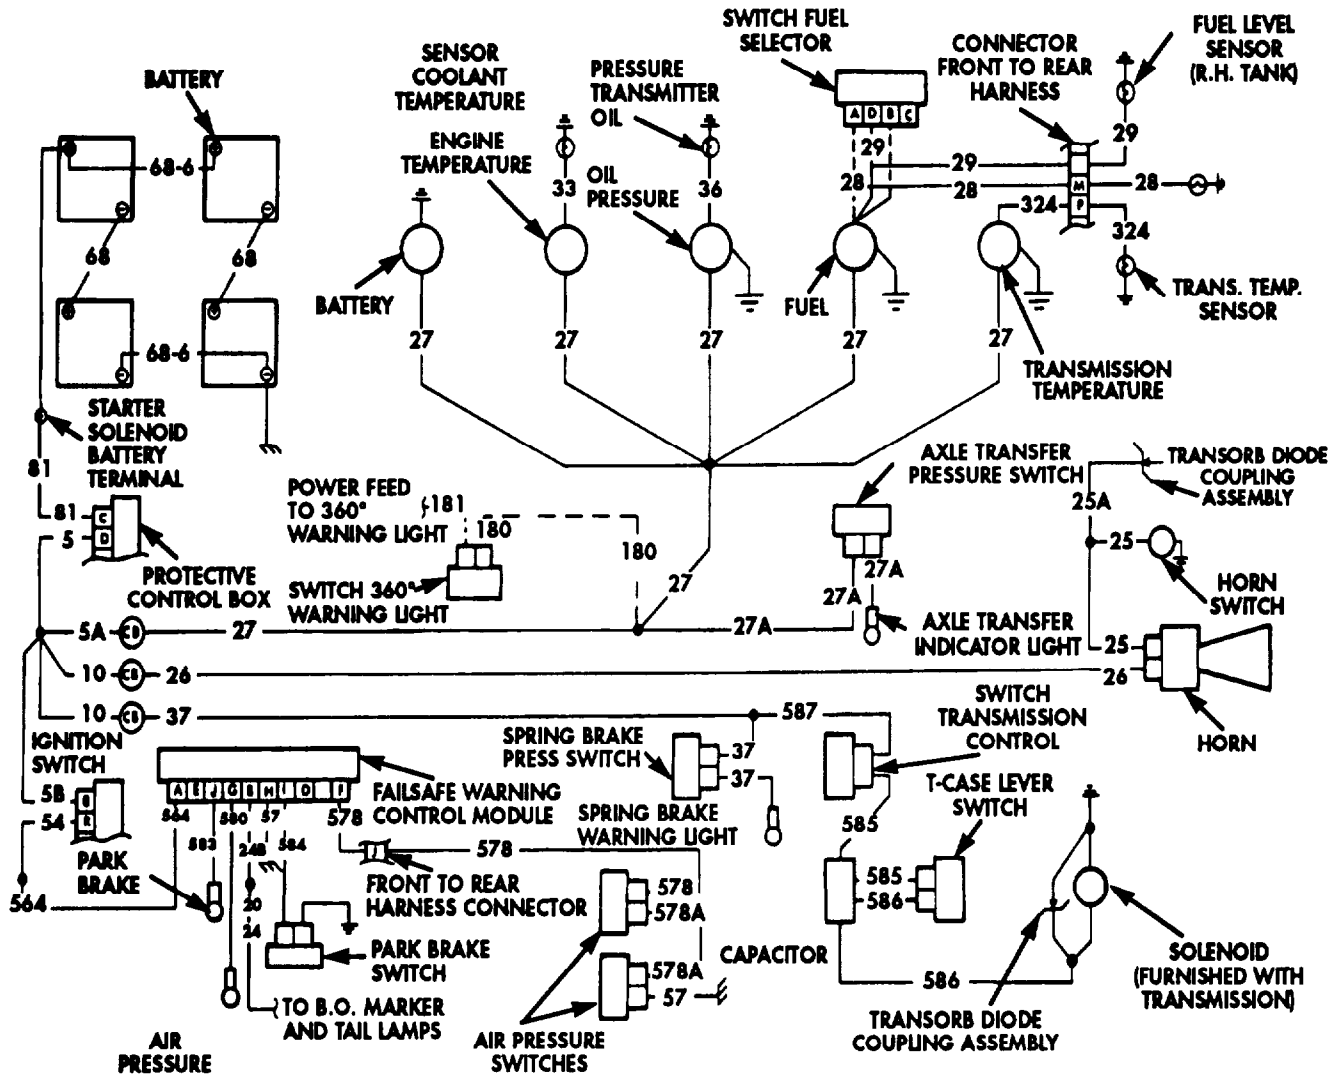 SWITCH FUEL
SELECTOR
FUEL LEVEL
SENSOR
(R.H. TANK)
SENSOR
COOLANT
TEMPERATURE
PRESSURE
TRANSMITTER
OIL
CONNECTOR
FRONT TO REAR
HARNESS
BATTERY
A D B C
ENGINE
TEMPERATURE
29
29
29
68-6
33
OIL
PRESSURE
36
28
28
M
28
P
324
324
68
68
BATTERY
FUEL
TRANS. TEMP.
SENSOR
27
27
27
27
27
68-6
TRANSMISSION
TEMPERATURE
STARTER
SOLENOID
BATTERY
TERMINAL
81
AXLE TRANSFER
PRESSURE SWITCH
TRANSORB DIODE
COUPLING
ASSEMBLY
25A
POWER FEED
TO 360°
WARNING LIGHT
181
180
180
81
C
5
D
25
PROTECTIVE
CONTROL BOX
SWITCH 360°
WARNING LIGHT
27
27A
27A
HORN
SWITCH
5A
CB
27
27A
AXLE TRANSFER
INDICATOR LIGHT
25
10
CB
26
26
10
CB
37
587
SWITCH
TRANSMISSION
CONTROL
HORN
IGNITION
SWITCH
SPRING BRAKE
PRESS SWITCH
37
37
5B
B
54
R
A E J G B H I D F
FAILSAFE WARNING
CONTROL MODULE
T-CASE LEVER
SWITCH
564
583
580
24B
57
584
578
SPRING BRAKE
WARNING LIGHT
585
PARK
BRAKE
578
FRONT TO REAR
HARNESS CONNECTOR
585
586
564
20
24
578
578A
PARK BRAKE
SWITCH
CAPACITOR
578A
57
586
SOLENOID
(FURNISHED WITH
TRANSMISSION)
TO B.O. MARKER
AND TAIL LAMPS
AIR
PRESSURE
AIR PRESSURE
SWITCHES
TRANSORB DIODE
COUPLING ASSEMBLY